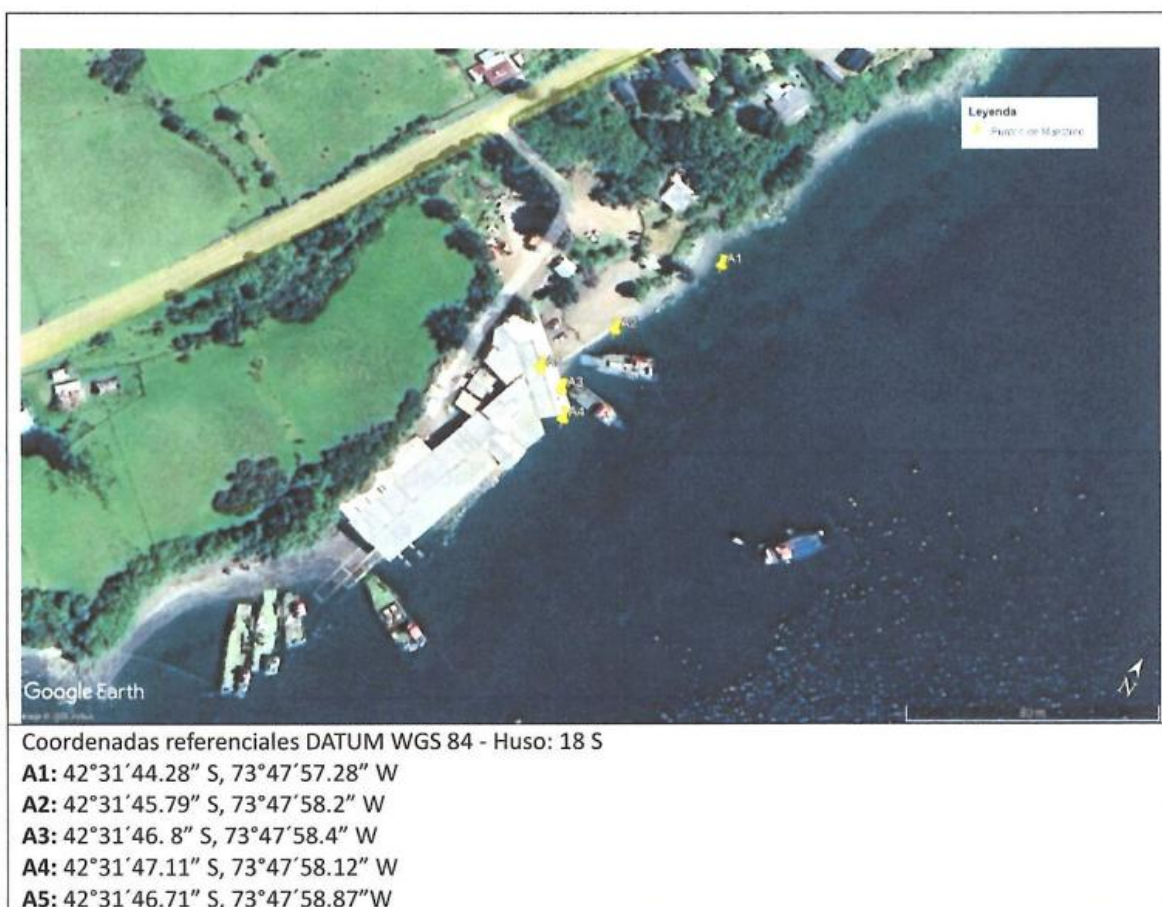 Leyenda
A1
A2
A3
A4
Google Earth
N
Coordenadas referenciales DATUM WGS 84 - Huso: 18 S
A1: 42°31´44.28” S, 73°47´57.28” W
A2: 42°31´45.79” S, 73°47´58.2” W
A3: 42°31´46. 8” S, 73°47´58.4” W
A4: 42°31´47.11” S, 73°47´58.12” W
A5: 42°31´46.71” S, 73°47´58.87”W